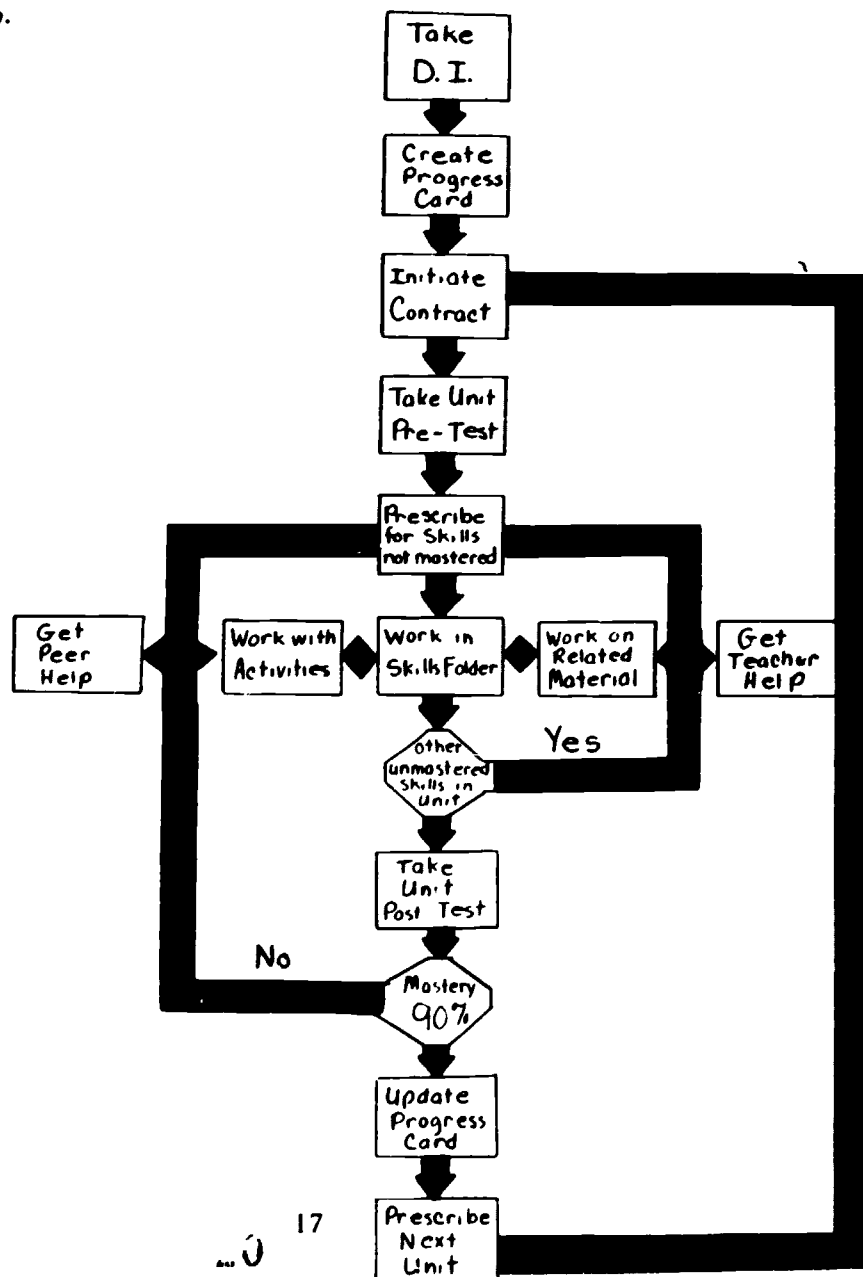 Take
D. I.
Create
Progress
Card
Initiate
Contract
Take Unit
Pre-Test
Prescribe
for Skills
not mastered
Get
Peer
Help
Work with
Activities
Work in
Skills Folder
Work on
Related
Material
Get
Teacher
Help
other
unmastered
skills in
Unit
Yes
Take
Unit
Post Test
No
Mastery
90%
Update
Progress
Card
17
Prescribe
Next
Unit